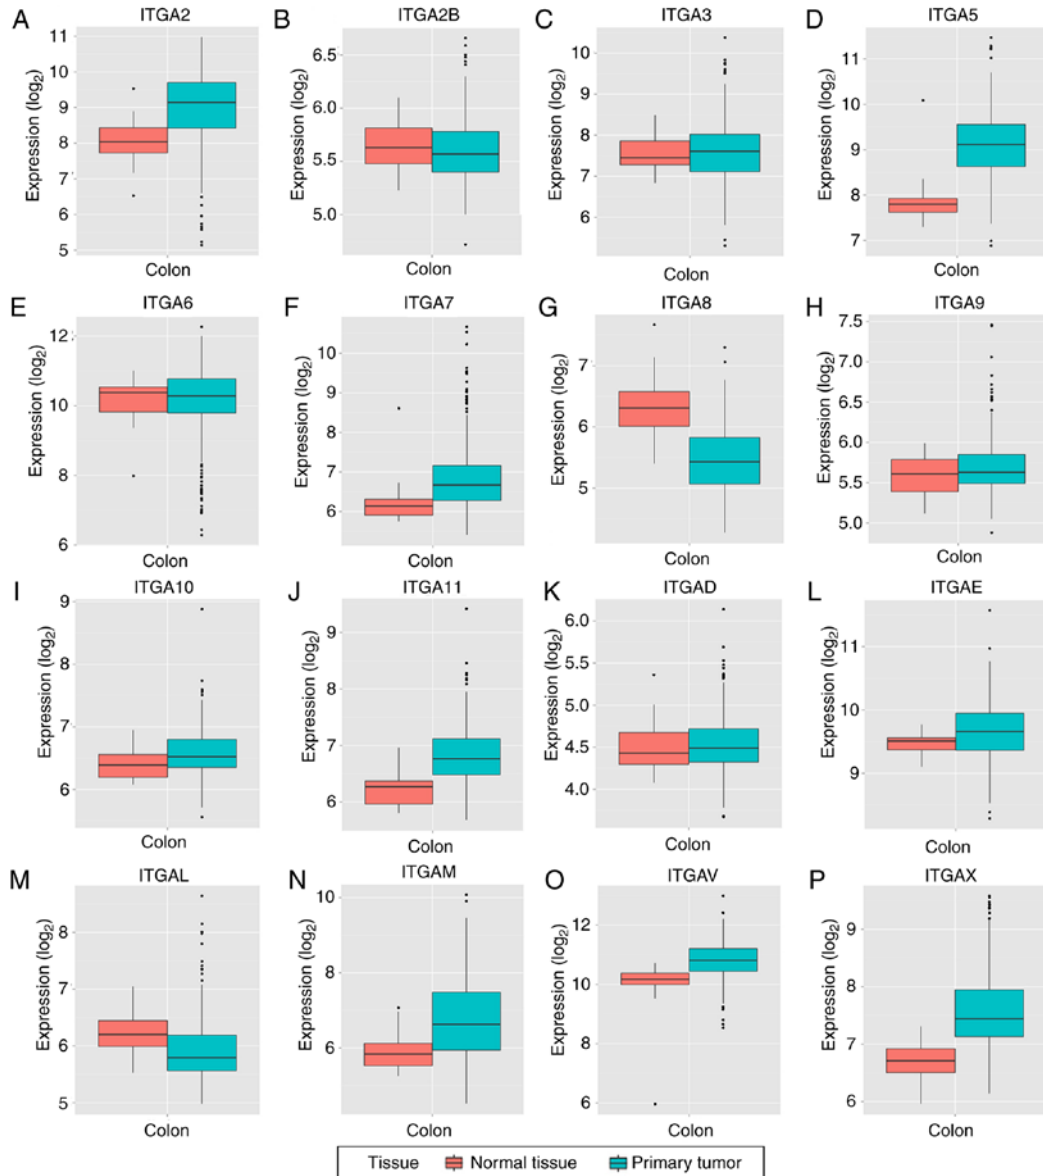 A ITGA2
Expression (log2)
11
10
9
8
7
6
5
Colon
B ITGA2B
Expression (log2)
6.5
6.0
5.5
5.0
Colon
C ITGA3
Expression (log2)
10
9
8
7
6
Colon
D ITGA5
Expression (log2)
11
10
9
8
7
Colon
E ITGA6
Expression (log2)
12
10
8
6
Colon
F ITGA7
Expression (log2)
10
9
8
7
6
Colon
G ITGA8
Expression (log2)
7
6
5
Colon
H ITGA9
Expression (log2)
7.5
7.0
6.5
6.0
5.5
5.0
Colon
I ITGA10
Expression (log2)
9
8
7
6
Colon
J ITGA11
Expression (log2)
9
8
7
6
Colon
K ITGAD
Expression (log2)
6.0
5.5
5.0
4.5
4.0
Colon
L ITGAE
Expression (log2)
11
10
9
Colon
M ITGAL
Expression (log2)
8
7
6
5
Colon
N ITGAM
Expression (log2)
10
8
6
Colon
O ITGAV
Expression (log2)
12
10
8
6
Colon
P ITGAX
Expression (log2)
9
8
7
6
Colon
Tissue Normal tissue Primary tumor